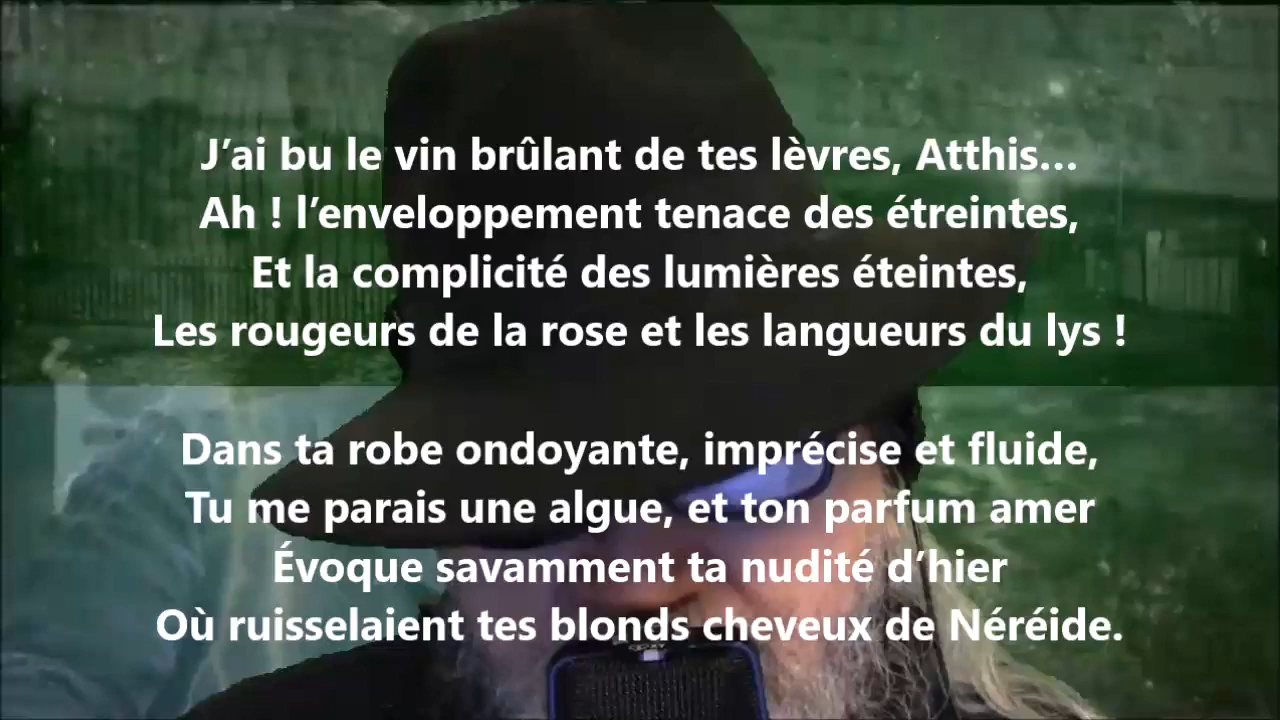 J’ai bu le vin brûlant de tes lèvres, Atthis…
Ah ! l’enveloppement tenace des étreintes,
Et la complicité des lumières éteintes,
Les rougeurs de la rose et les langueurs du lys !
Dans ta robe ondoyante, imprécise et fluide,
Tu me parais une algue, et ton parfum amer
Évoque savamment ta nudité d’hier
Où ruisselaient tes blonds cheveux de Néréide.